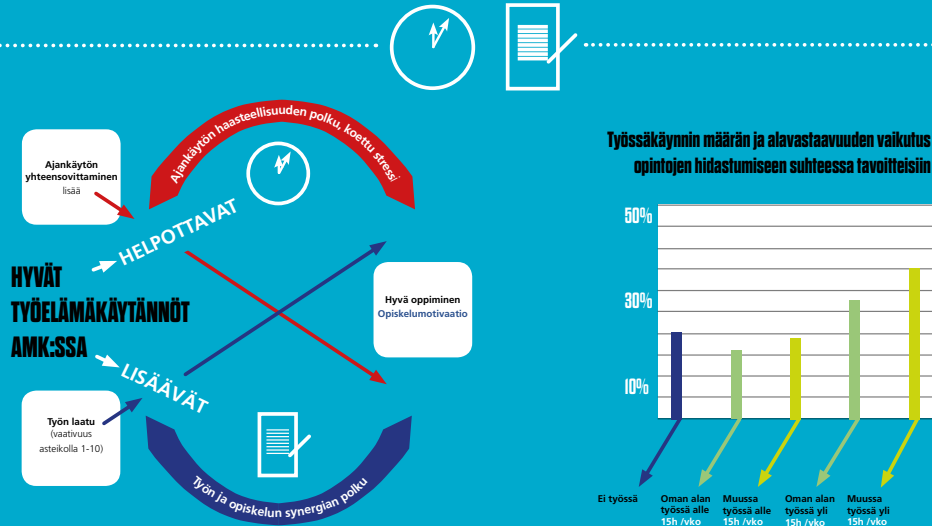 Ajankäytön haasteellisuuden polku, koettu stressi
Ajankäytön
yhteensovittaminen
lisää
HELPOTTAVAT
HYVÄT
TYÖELÄMÄKÄYTÄNNÖT
AMK:SSA
Hyvä oppiminen
Opiskelumotivaatio
LISÄÄVÄT
Työn laatu
(vaativuus
asteikolla 1-10)
Työn ja opiskelun synergian polku
Työssäkäynnin määrän ja alavastaavuuden vaikutus
opintojen hidastumiseen suhteessa tavoitteisiin
50%
30%
10%
Ei työssä
Oman alan
työssä alle
15h /vko
Muussa
työssä alle
15h /vko
Oman alan
työssä yli
15h /vko
Muussa
työssä yli
15h /vko